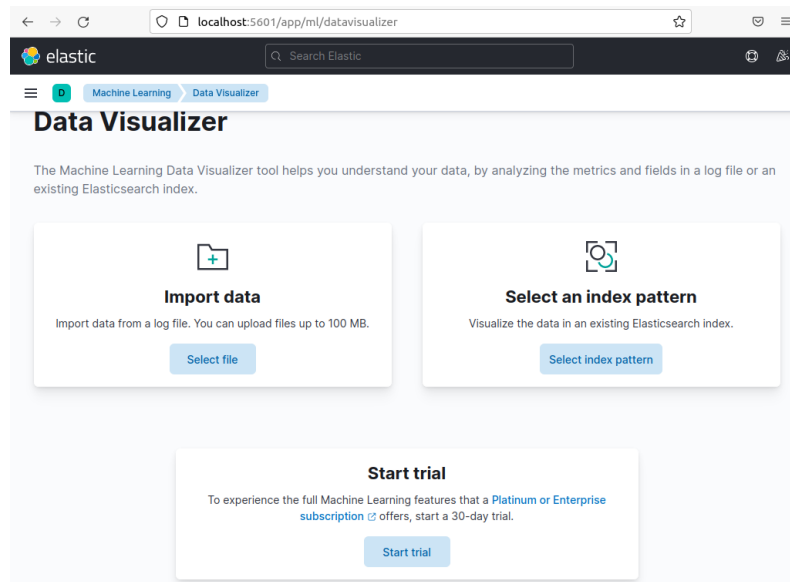 localhost:5601/app/ml/datavisualizer
elastic
Search Elastic
D
Machine Learning
Data Visualizer
Data Visualizer
The Machine Learning Data Visualizer tool helps you understand your data, by analyzing the metrics and fields in a log file or an
existing Elasticsearch index.
Import data
Import data from a log file. You can upload files up to 100 MB.
Select file
Select an index pattern
Visualize the data in an existing Elasticsearch index.
Select index pattern
Start trial
To experience the full Machine Learning features that a Platinum or Enterprise
subscription offers, start a 30-day trial.
Start trial